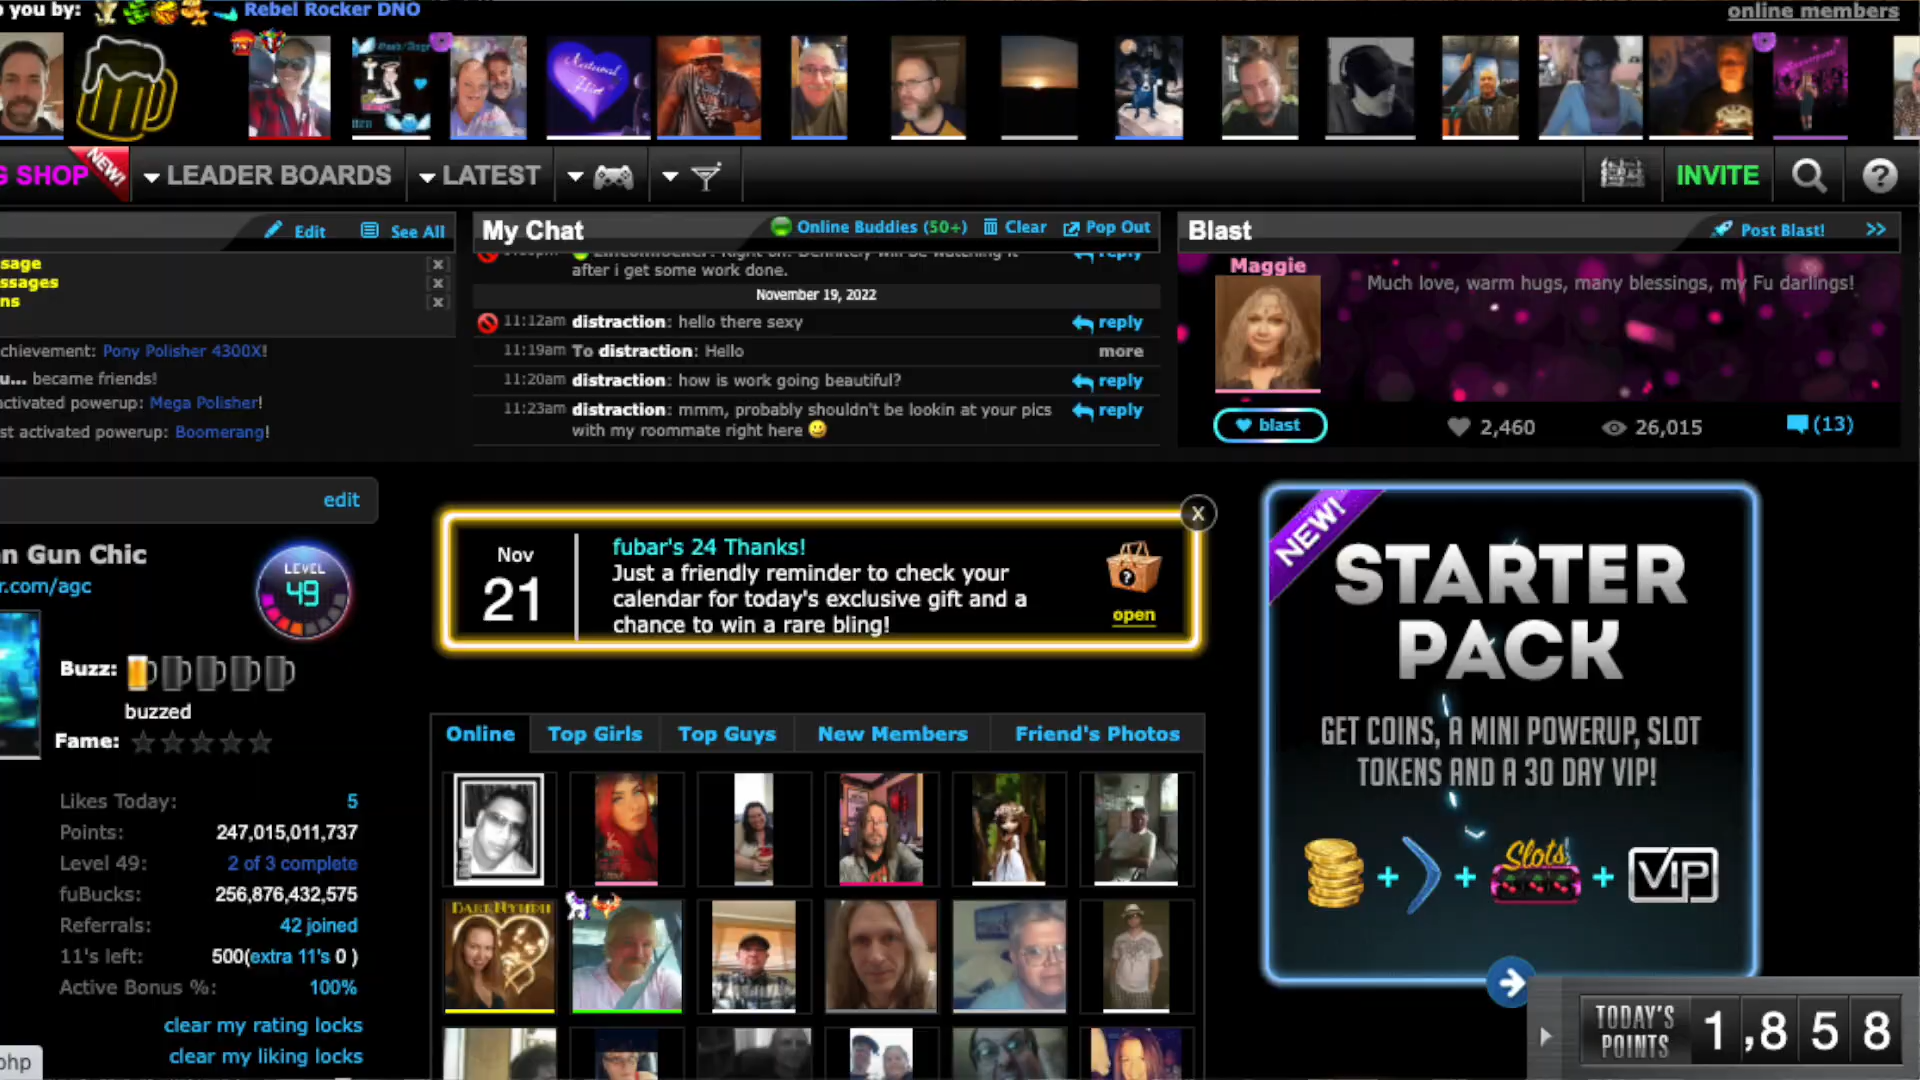 you by: Rebel Rocker DNO
online members
Natural Flirt
SHOP NEW! LEADER BOARDS LATEST INVITE ?
Edit See All
sage x
ssages x
ns x
chievement: Pony Polisher 4300X!
u... became friends!
activated powerup: Mega Polisher!
st activated powerup: Boomerang!
My Chat Online Buddies (50+) Clear Pop Out
after i get some work done. reply
November 19, 2022
11:12am distraction: hello there sexy reply
11:19am To distraction: Hello more
11:20am distraction: how is work going beautiful? reply
11:23am distraction: mmm, probably shouldn't be lookin at your pics reply
with my roommate right here
Blast Post Blast! >>
Maggie
Much love, warm hugs, many blessings, my Fu darlings!
blast 2,460 26,015 (13)
edit
n Gun Chic
r.com/agc
LEVEL
49
Buzz:
buzzed
Fame:
Likes Today: 5
Points: 247,015,011,737
Level 49: 2 of 3 complete
fuBucks: 256,876,432,575
Referrals: 42 joined
11's left: 500(extra 11's 0 )
Active Bonus %: 100%
clear my rating locks
clear my liking locks
php
X
Nov
21
fubar's 24 Thanks!
Just a friendly reminder to check your
calendar for today's exclusive gift and a
chance to win a rare bling!
?
open
Online Top Girls Top Guys New Members Friend's Photos
DARKNYMPH
NEW!
STARTER
PACK
GET COINS, A MINI POWERUP, SLOT
TOKENS AND A 30 DAY VIP!
+ + Slots! + VIP
TODAY'S
POINTS
1,858